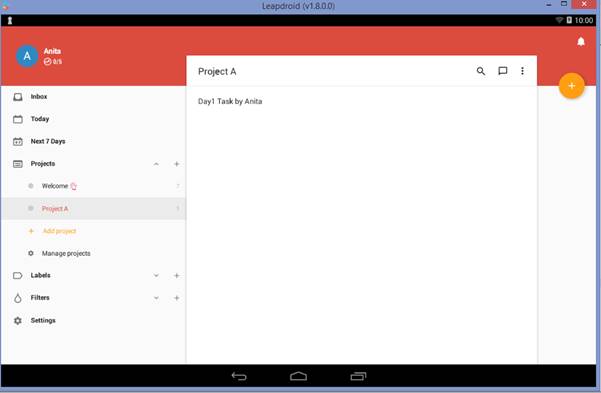 Leapdroid (v1.8.0.0)
10:00
A
Anita
0/5
Project A
Inbox
Day1 Task by Anita
Today
Next 7 Days
Projects
Welcome
7
Project A
1
Add project
Manage projects
Labels
Filters
Settings